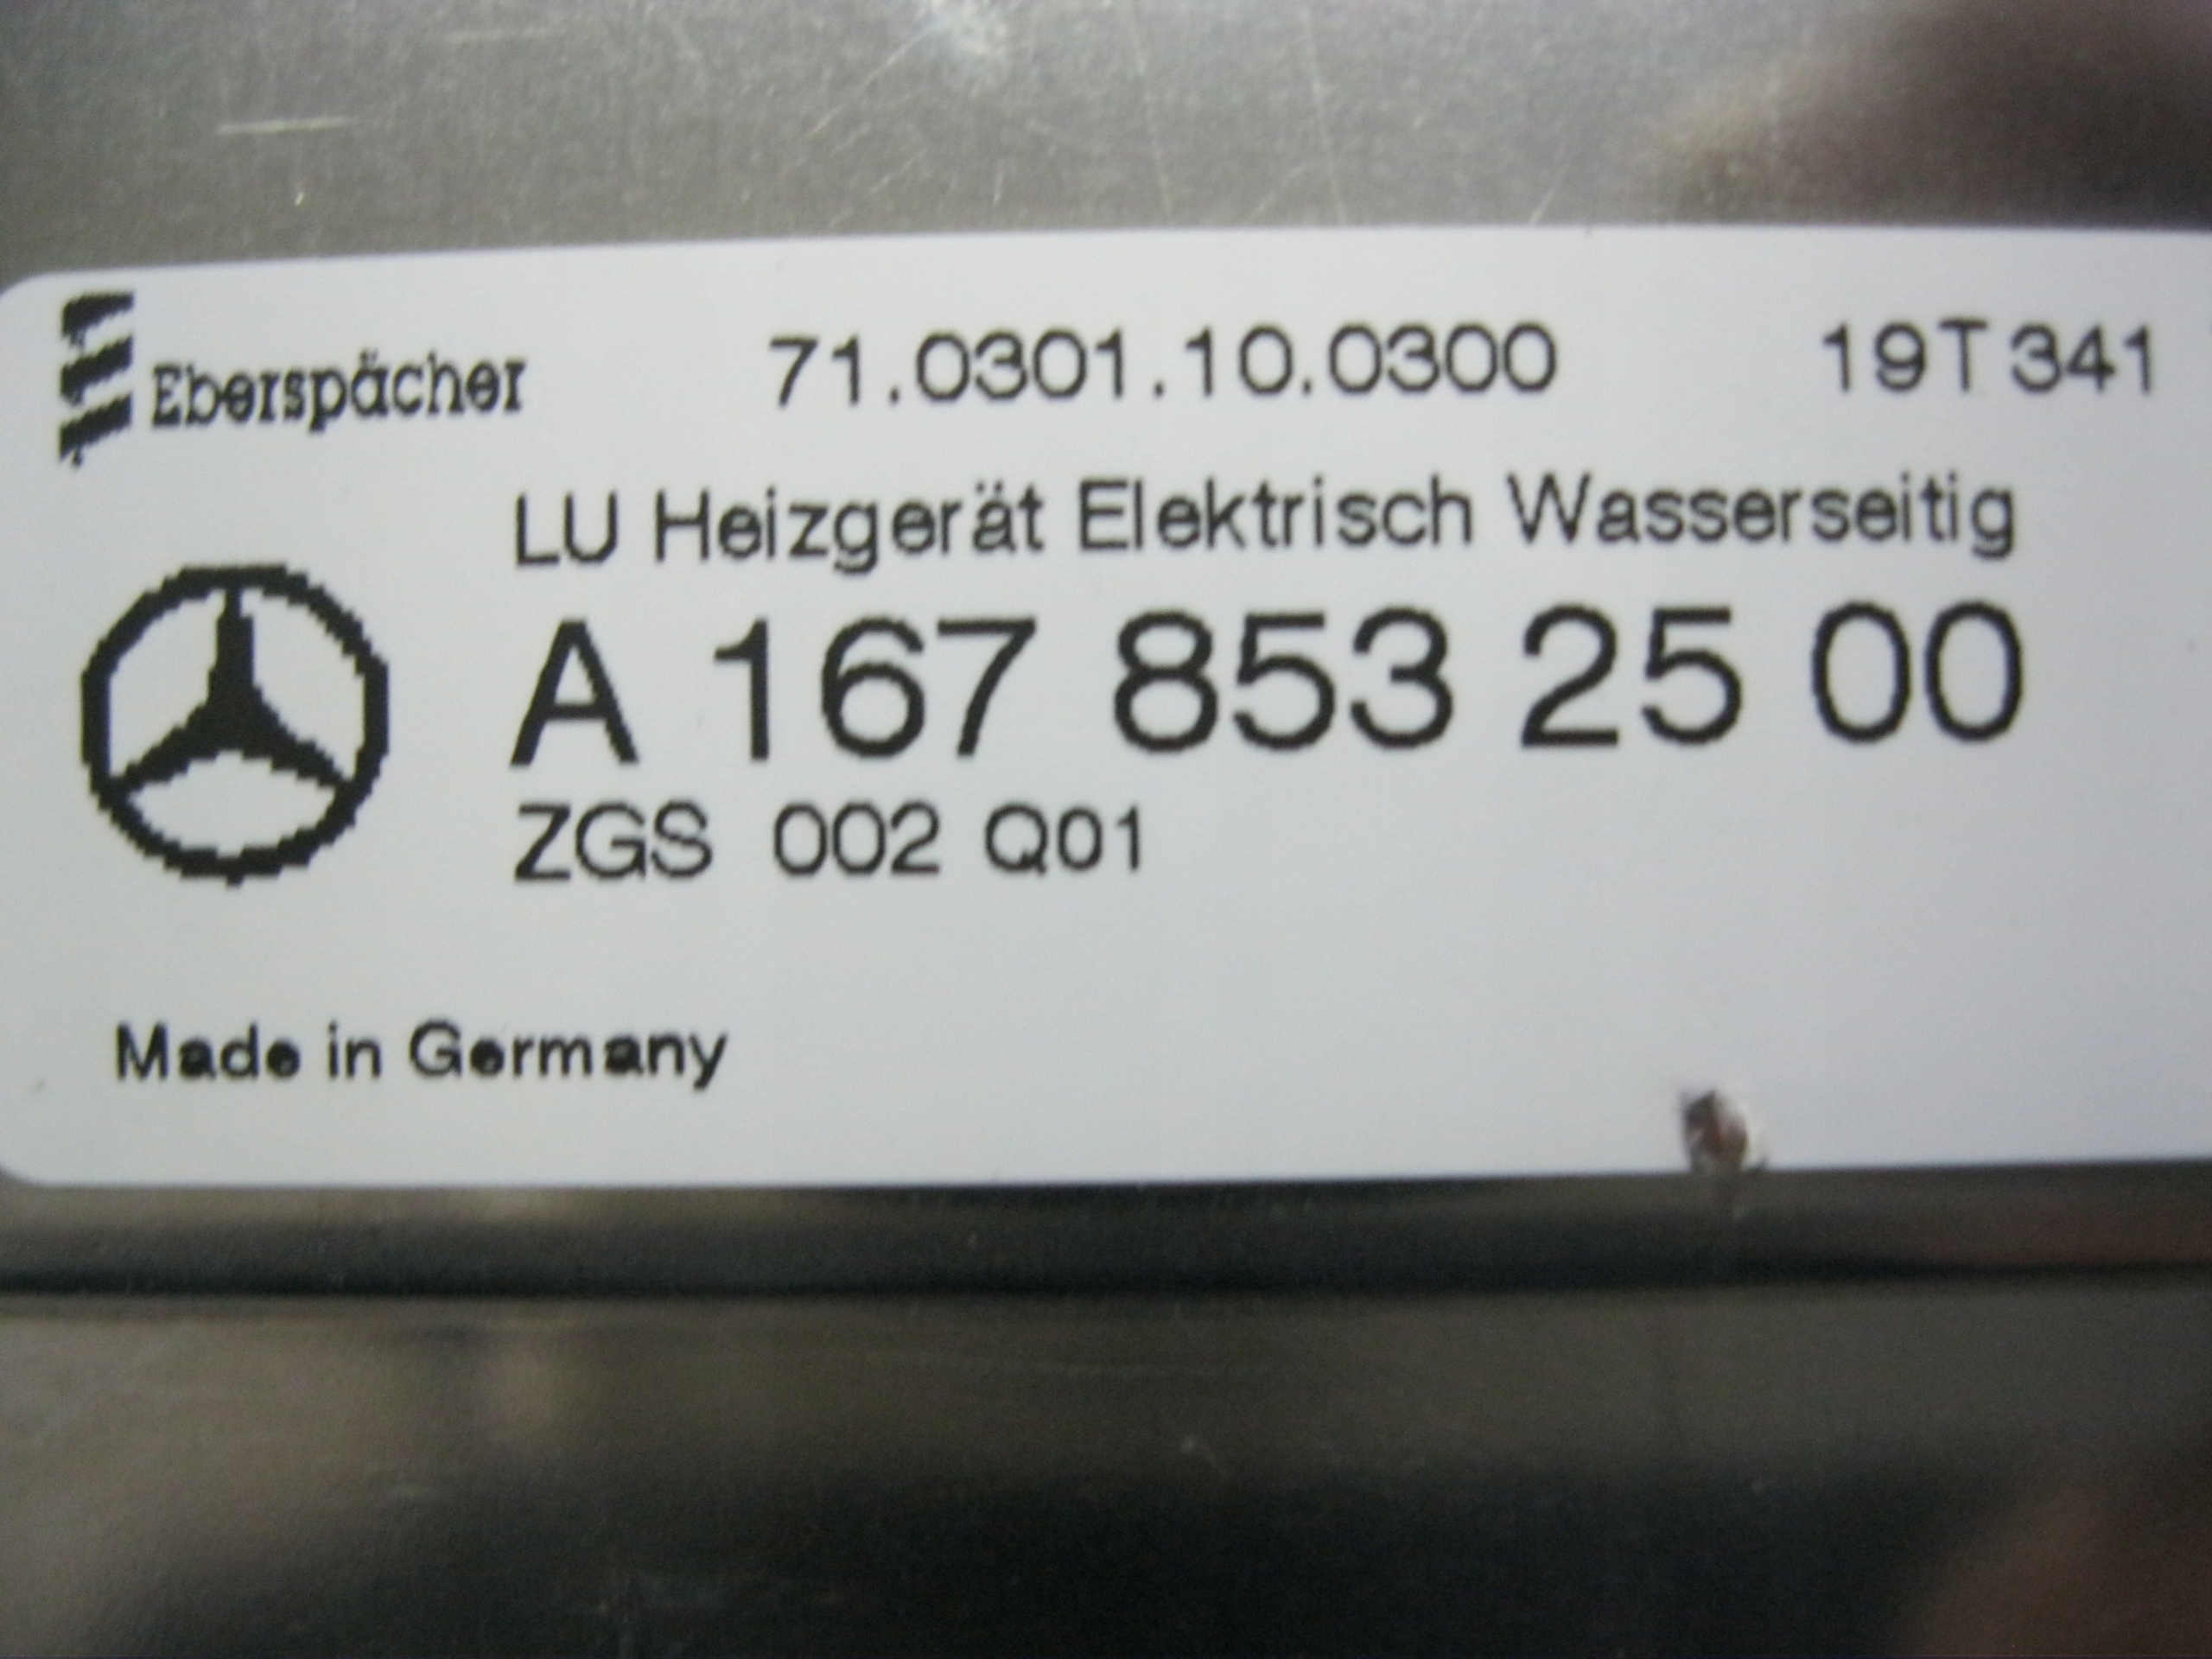 Eberspächer 71.0301.10.0300 19T341
LU Heizgerät Elektrisch Wasserseitig
A 167 853 25 00
ZGS 002 Q01
Made in Germany